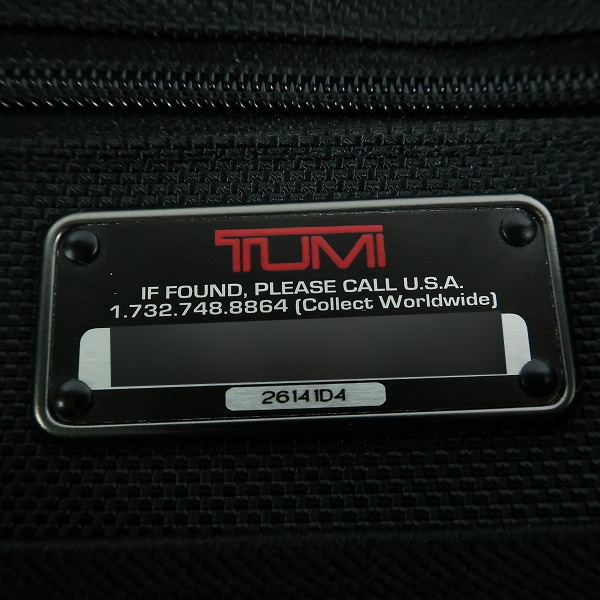 TUMI
IF FOUND, PLEASE CALL U.S.A.
1.732.748.8864 (Collect Worldwide)
26141D4